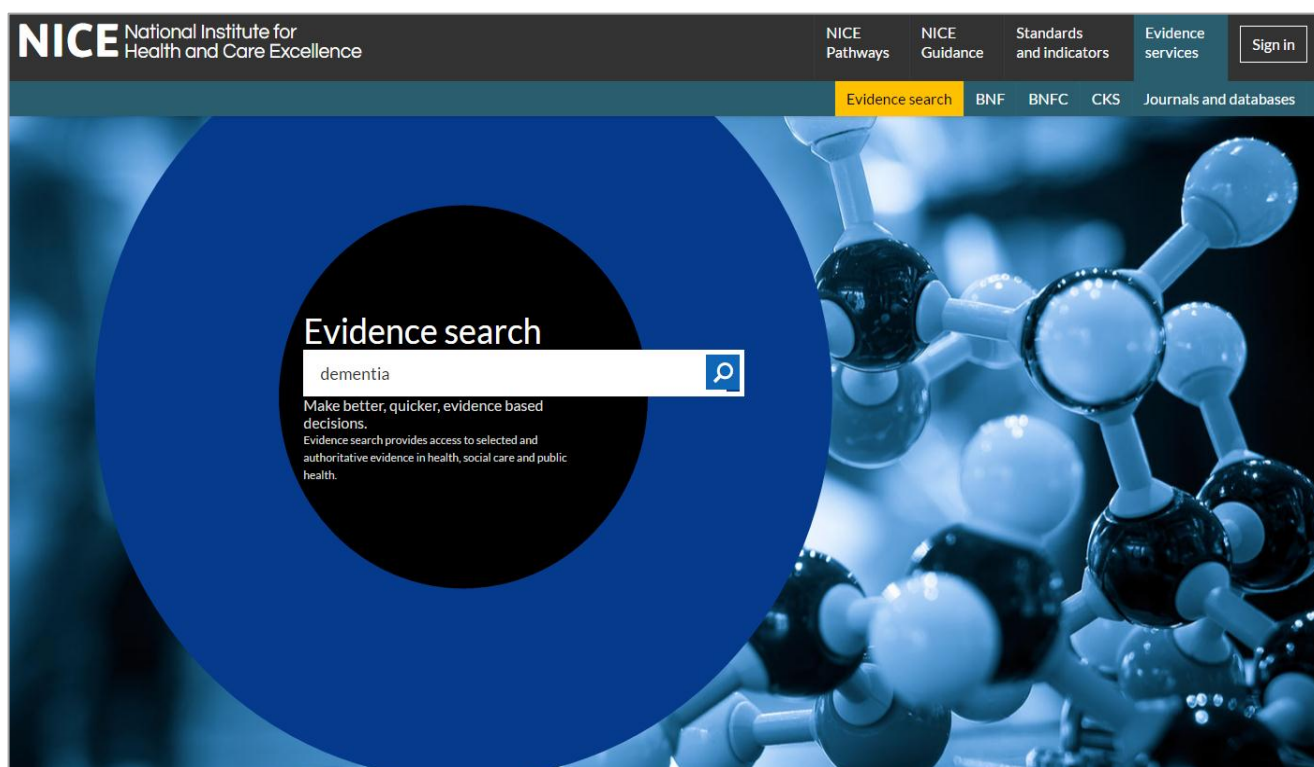 NICE National Institute for
Health and Care Excellence
NICE
Pathways
NICE
Guidance
Standards
and indicators
Evidence
services
Sign in
Evidence search
BNF
BNFC
CKS
Journals and databases
Evidence search
dementia
Make better, quicker, evidence based
decisions.
Evidence search provides access to selected and
authoritative evidence in health, social care and public
health.